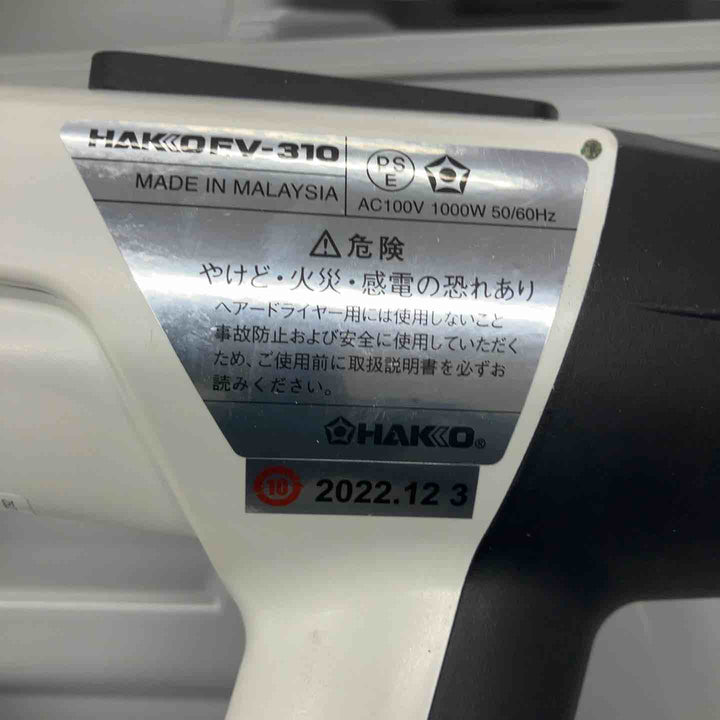 HAKKO FV-310
MADE IN MALAYSIA
PS
E
AC100V 1000W 50/60Hz
危険
やけど・火災・感電の恐れあり
ヘアードライヤー用には使用しないこと
事故防止および安全に使用していただく
ため、ご使用前に取扱説明書を必ずお
読みください。
HAKKO®
10 2022.12 3